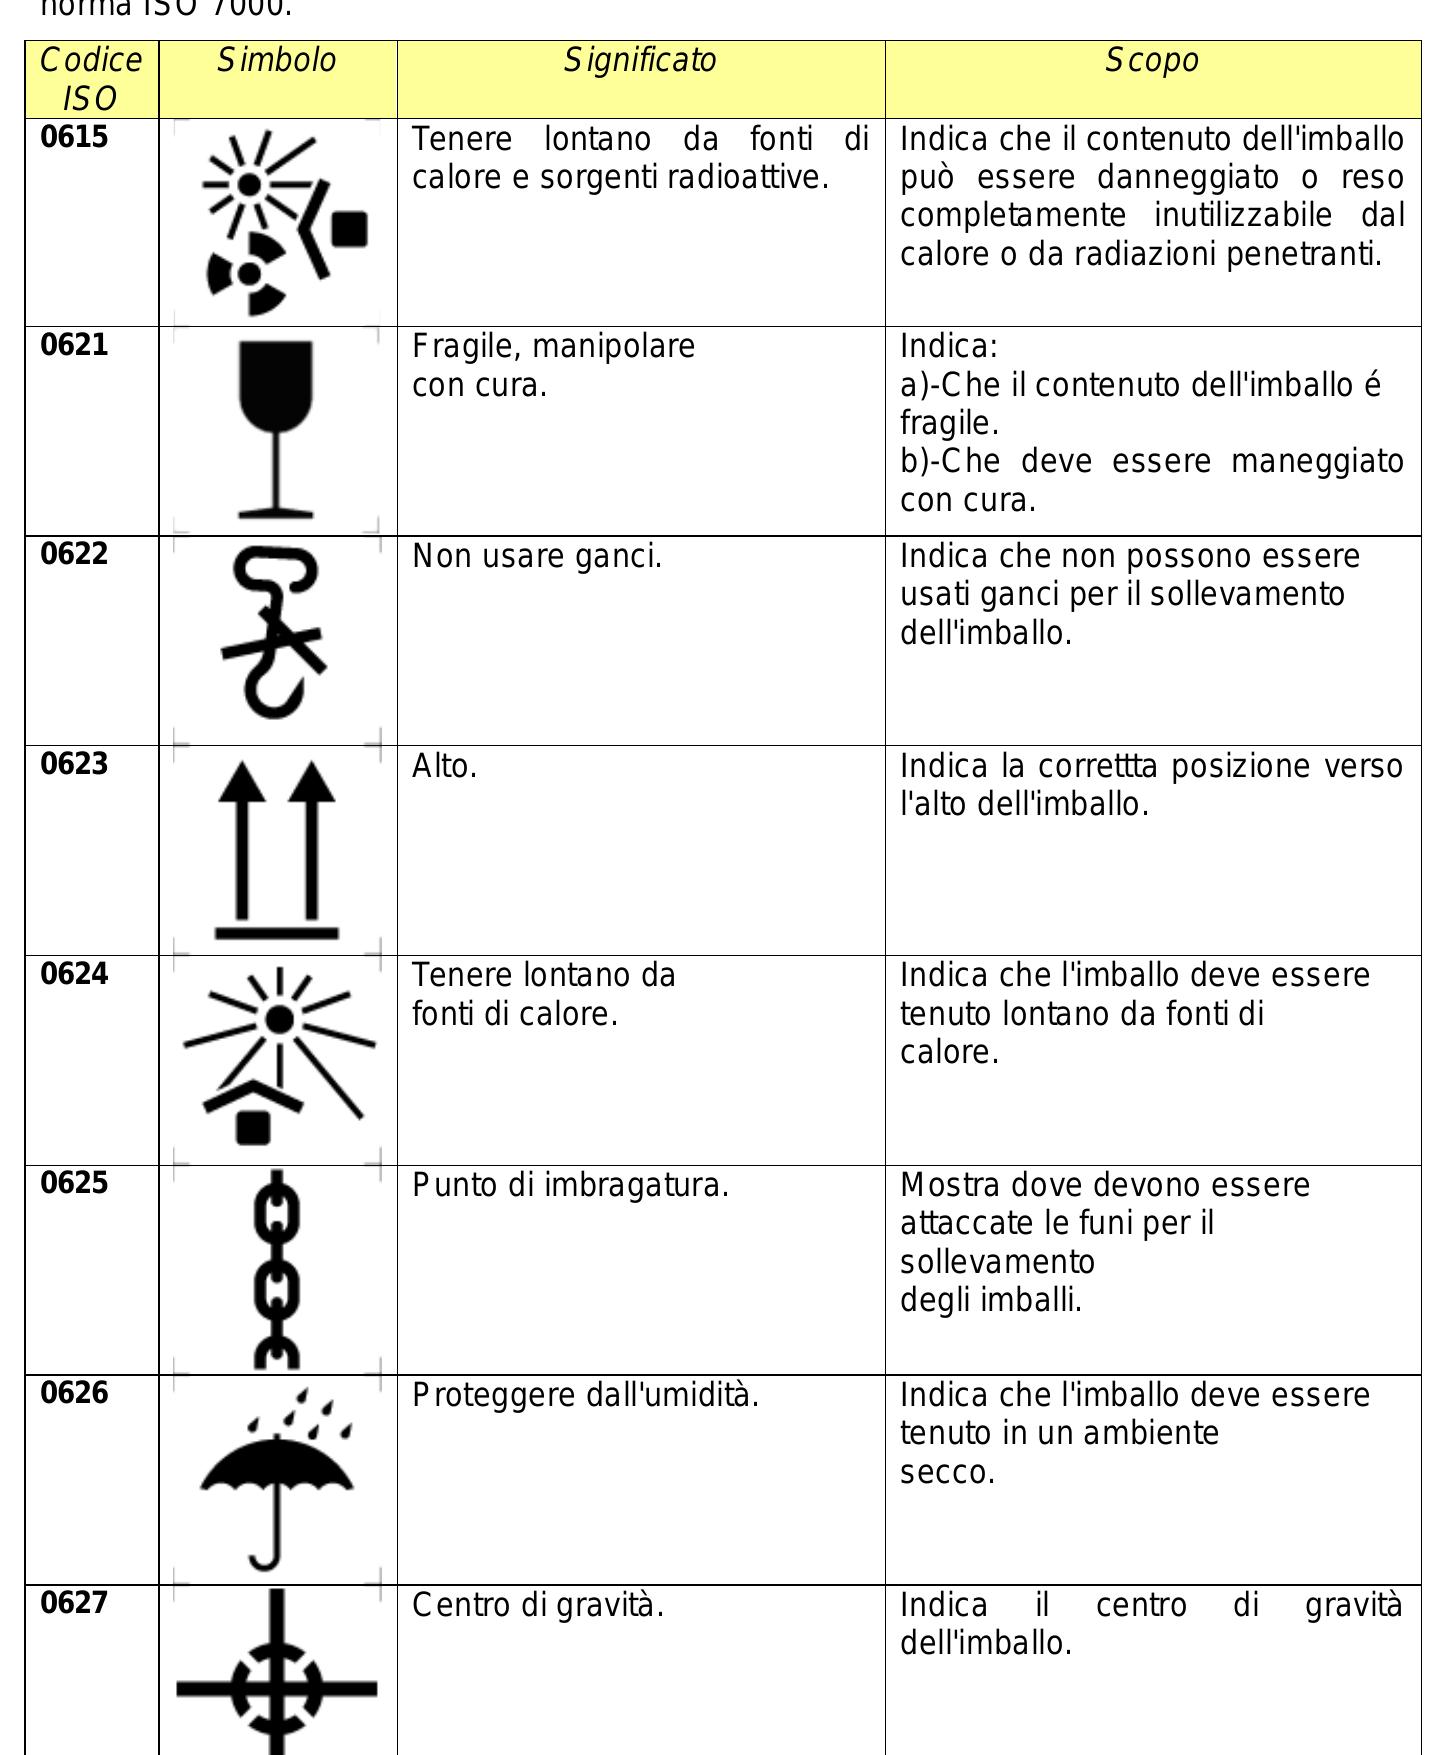 norma ISO 7000.
Codice ISO Simbolo Significato Scopo
0615
Tenere lontano da fonti di
calore e sorgenti radioattive.
Indica che il contenuto dell'imballo
può essere danneggiato o reso
completamente inutilizzabile dal
calore o da radiazioni penetranti.
0621
Fragile, manipolare
con cura.
Indica:
a)-Che il contenuto dell'imballo é
fragile.
b)-Che deve essere maneggiato
con cura.
0622
Non usare ganci.
Indica che non possono essere
usati ganci per il sollevamento
dell'imballo.
0623
Alto.
Indica la correttta posizione verso
l'alto dell'imballo.
0624
Tenere lontano da
fonti di calore.
Indica che l'imballo deve essere
tenuto lontano da fonti di
calore.
0625
Punto di imbragatura.
Mostra dove devono essere
attaccate le funi per il
sollevamento
degli imballi.
0626
Proteggere dall'umidità.
Indica che l'imballo deve essere
tenuto in un ambiente
secco.
0627
Centro di gravità.
Indica il centro di gravità
dell'imballo.